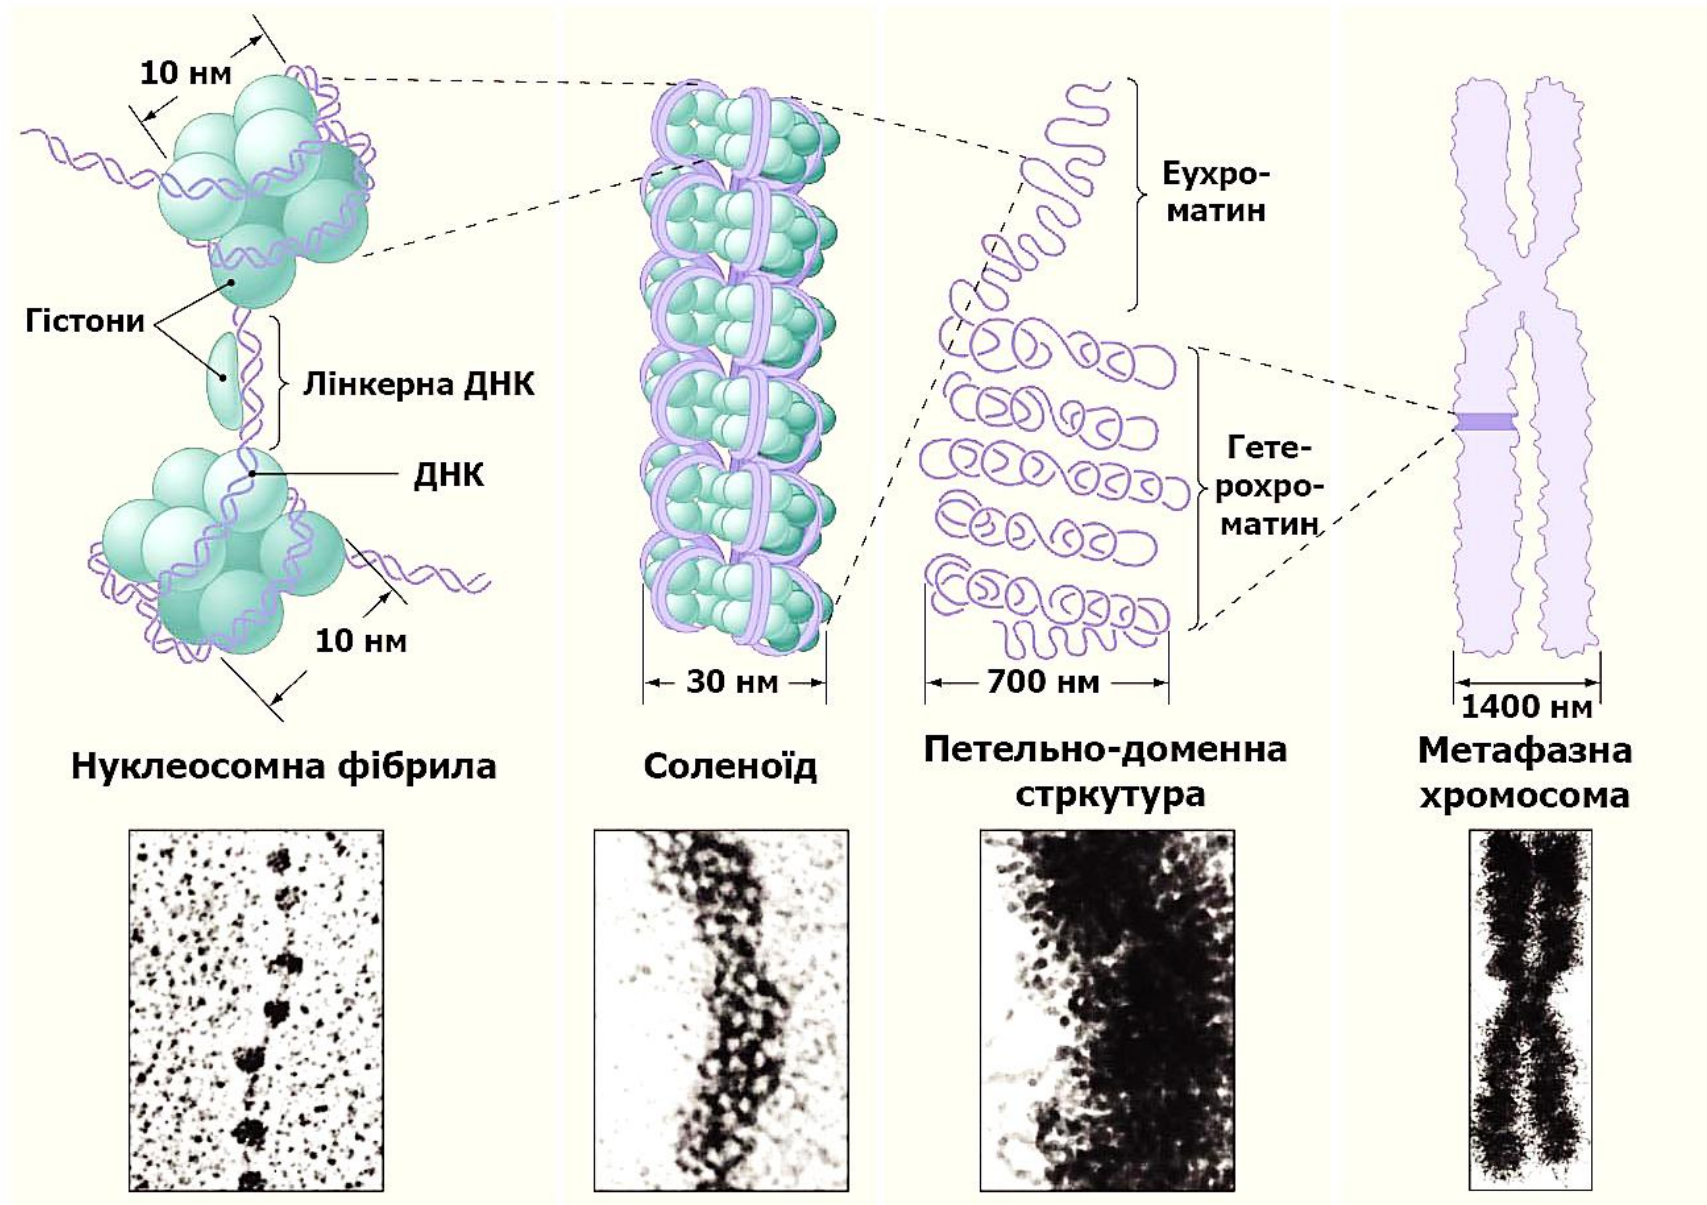 10 нм
Гістони
Лінкерна ДНК
ДНК
10 нм
Нуклеосомна фібрила
30 нм
Соленоїд
Еухро-
матин
Гете-
рохро-
матин
700 нм
Петельно-доменна
стркутура
1400 нм
Метафазна
хромосома